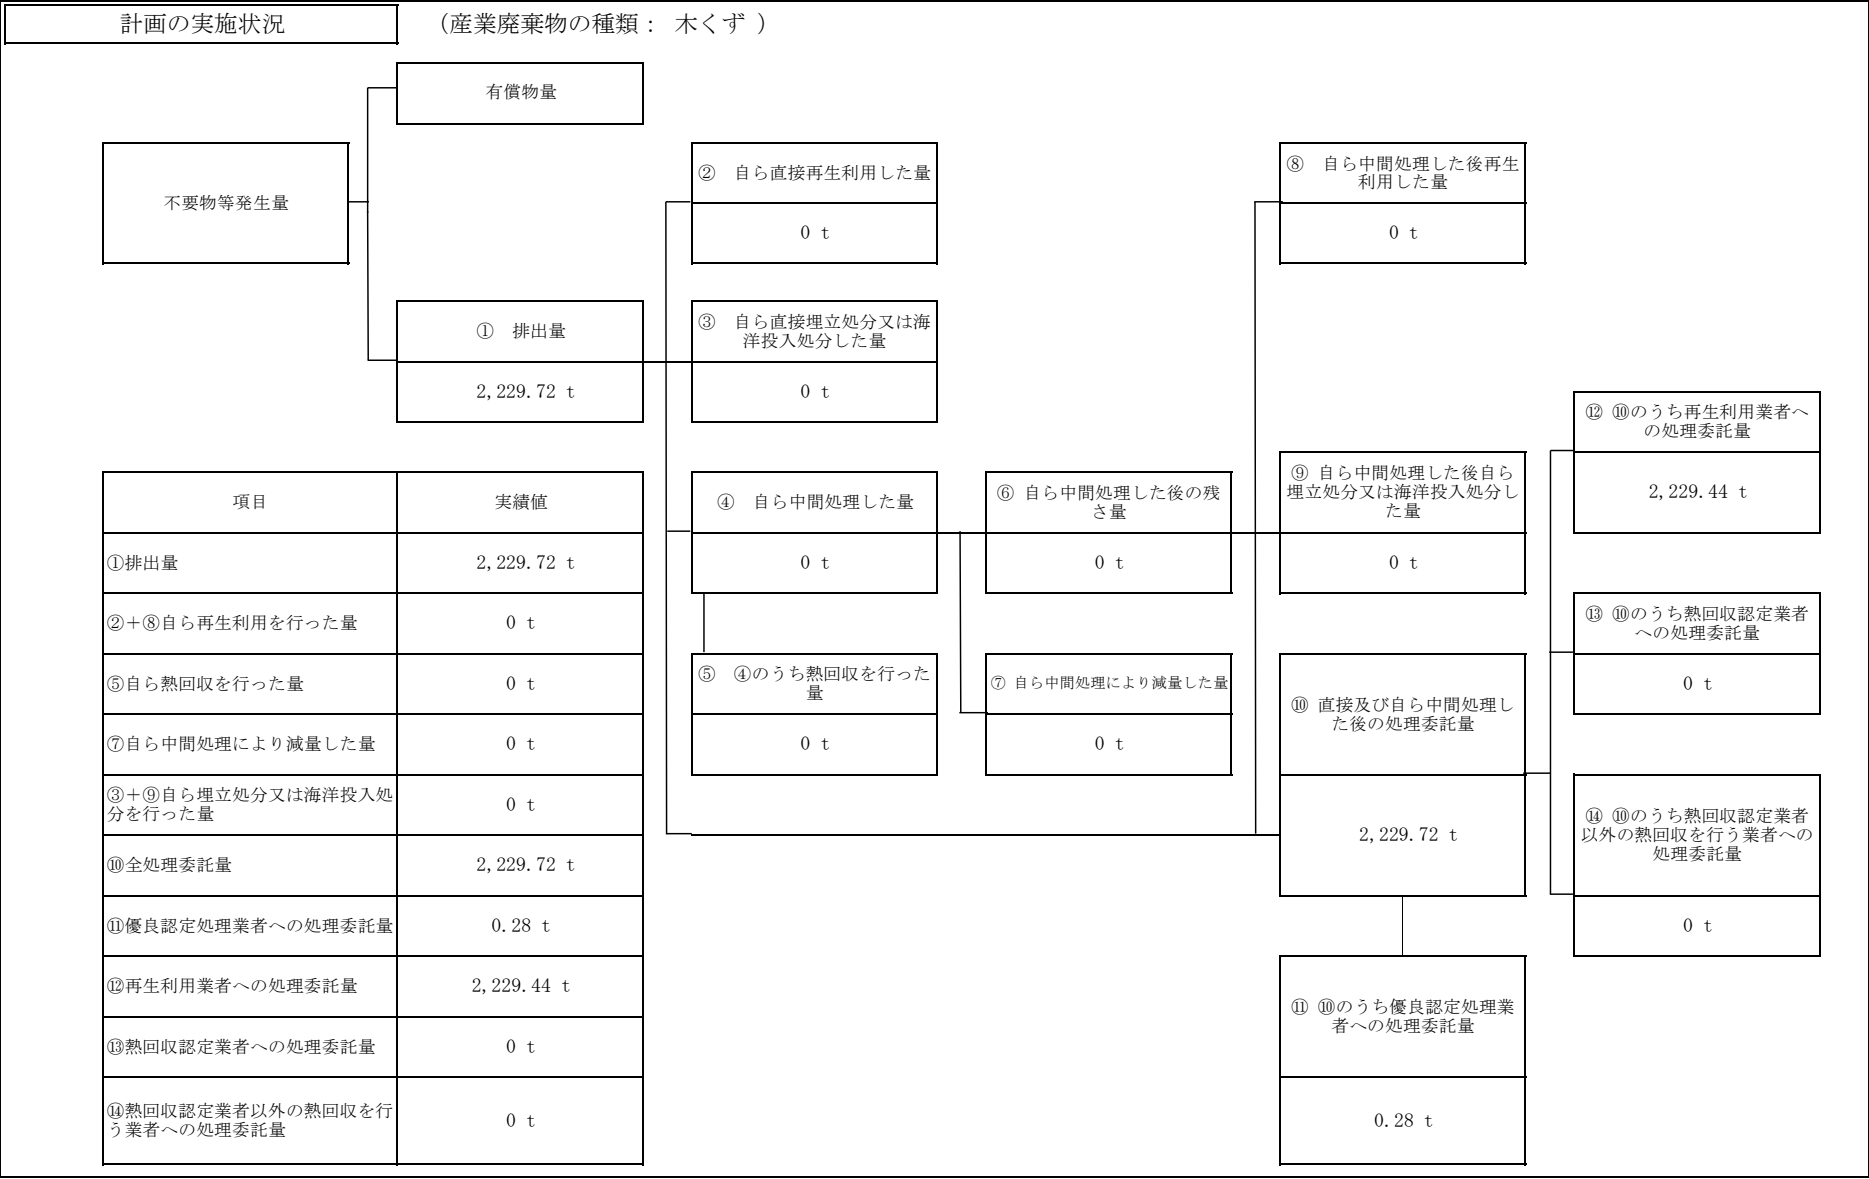 計画の実施状況
（産業廃棄物の種類： 木くず ）
有償物量
不要物等発生量
② 自ら直接再生利用した量
0 t
⑧ 自ら中間処理した後再生
利用した量
0 t
① 排出量
2,229.72 t
③ 自ら直接埋立処分又は海
洋投入処分した量
0 t
⑫ ⑩のうち再生利用業者へ
の処理委託量
2,229.44 t
④ 自ら中間処理した量
0 t
⑥ 自ら中間処理した後の残
さ量
0 t
⑨ 自ら中間処理した後自ら
埋立処分又は海洋投入処分し
た量
0 t
⑬ ⑩のうち熱回収認定業者
への処理委託量
0 t
⑤ ④のうち熱回収を行った
量
0 t
⑦ 自ら中間処理により減量した量
0 t
⑩ 直接及び自ら中間処理し
た後の処理委託量
2,229.72 t
⑭ ⑩のうち熱回収認定業者
以外の熱回収を行う業者への
処理委託量
0 t
⑪ ⑩のうち優良認定処理業
者への処理委託量
0.28 t
項目 実績値
①排出量 2,229.72 t
②＋⑧自ら再生利用を行った量 0 t
⑤自ら熱回収を行った量 0 t
⑦自ら中間処理により減量した量 0 t
③＋⑨自ら埋立処分又は海洋投入処
分を行った量
0 t
⑩全処理委託量 2,229.72 t
⑪優良認定処理業者への処理委託量 0.28 t
⑫再生利用業者への処理委託量 2,229.44 t
⑬熱回収認定業者への処理委託量 0 t
⑭熱回収認定業者以外の熱回収を行
う業者への処理委託量
0 t